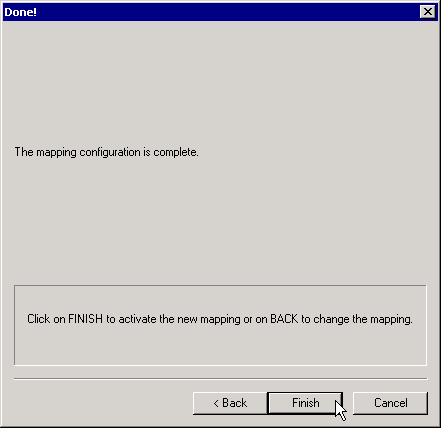 Done!
The mapping configuration is complete.
Click on FINISH to activate the new mapping or on BACK to change the mapping.
< Back Finish Cancel